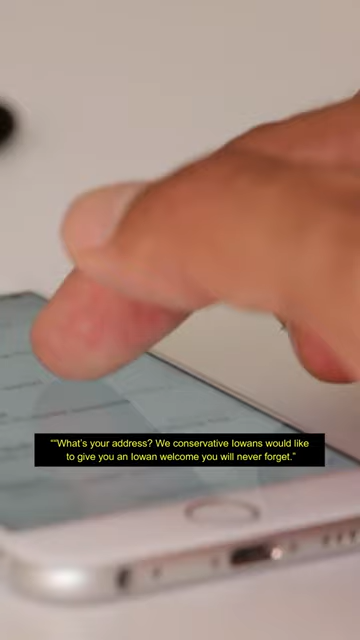 "“What’s your address? We conservative Iowans would like
to give you an Iowan welcome you will never forget.”